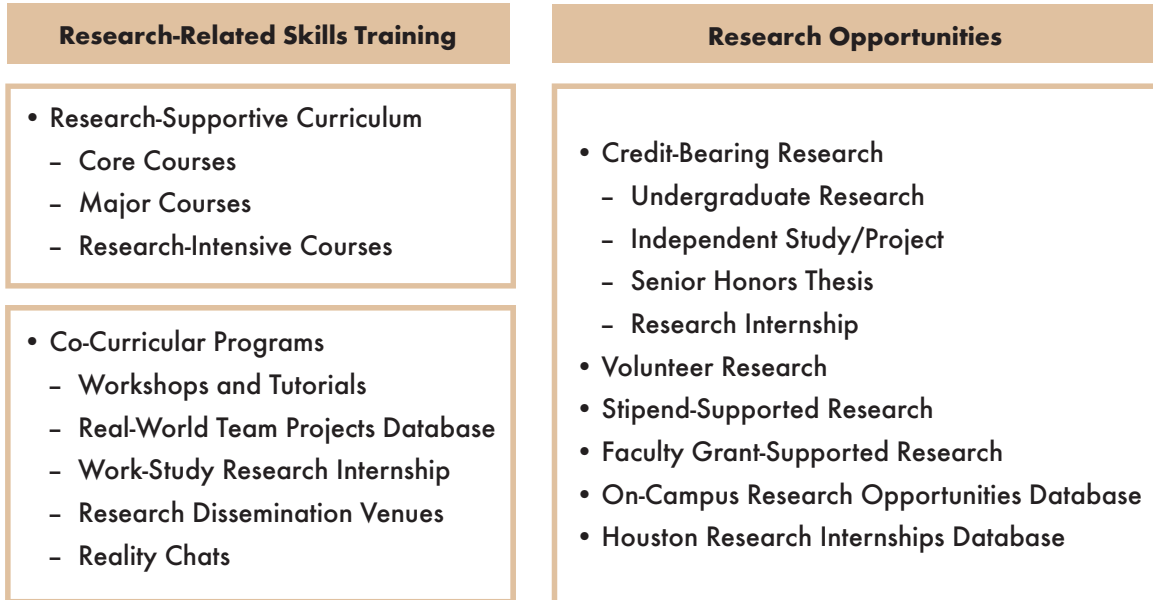 Research-Related Skills Training
• Research-Supportive Curriculum
– Core Courses
– Major Courses
– Research-Intensive Courses
• Co-Curricular Programs
– Workshops and Tutorials
– Real-World Team Projects Database
– Work-Study Research Internship
– Research Dissemination Venues
– Reality Chats
Research Opportunities
• Credit-Bearing Research
– Undergraduate Research
– Independent Study/Project
– Senior Honors Thesis
– Research Internship
• Volunteer Research
• Stipend-Supported Research
• Faculty Grant-Supported Research
• On-Campus Research Opportunities Database
• Houston Research Internships Database